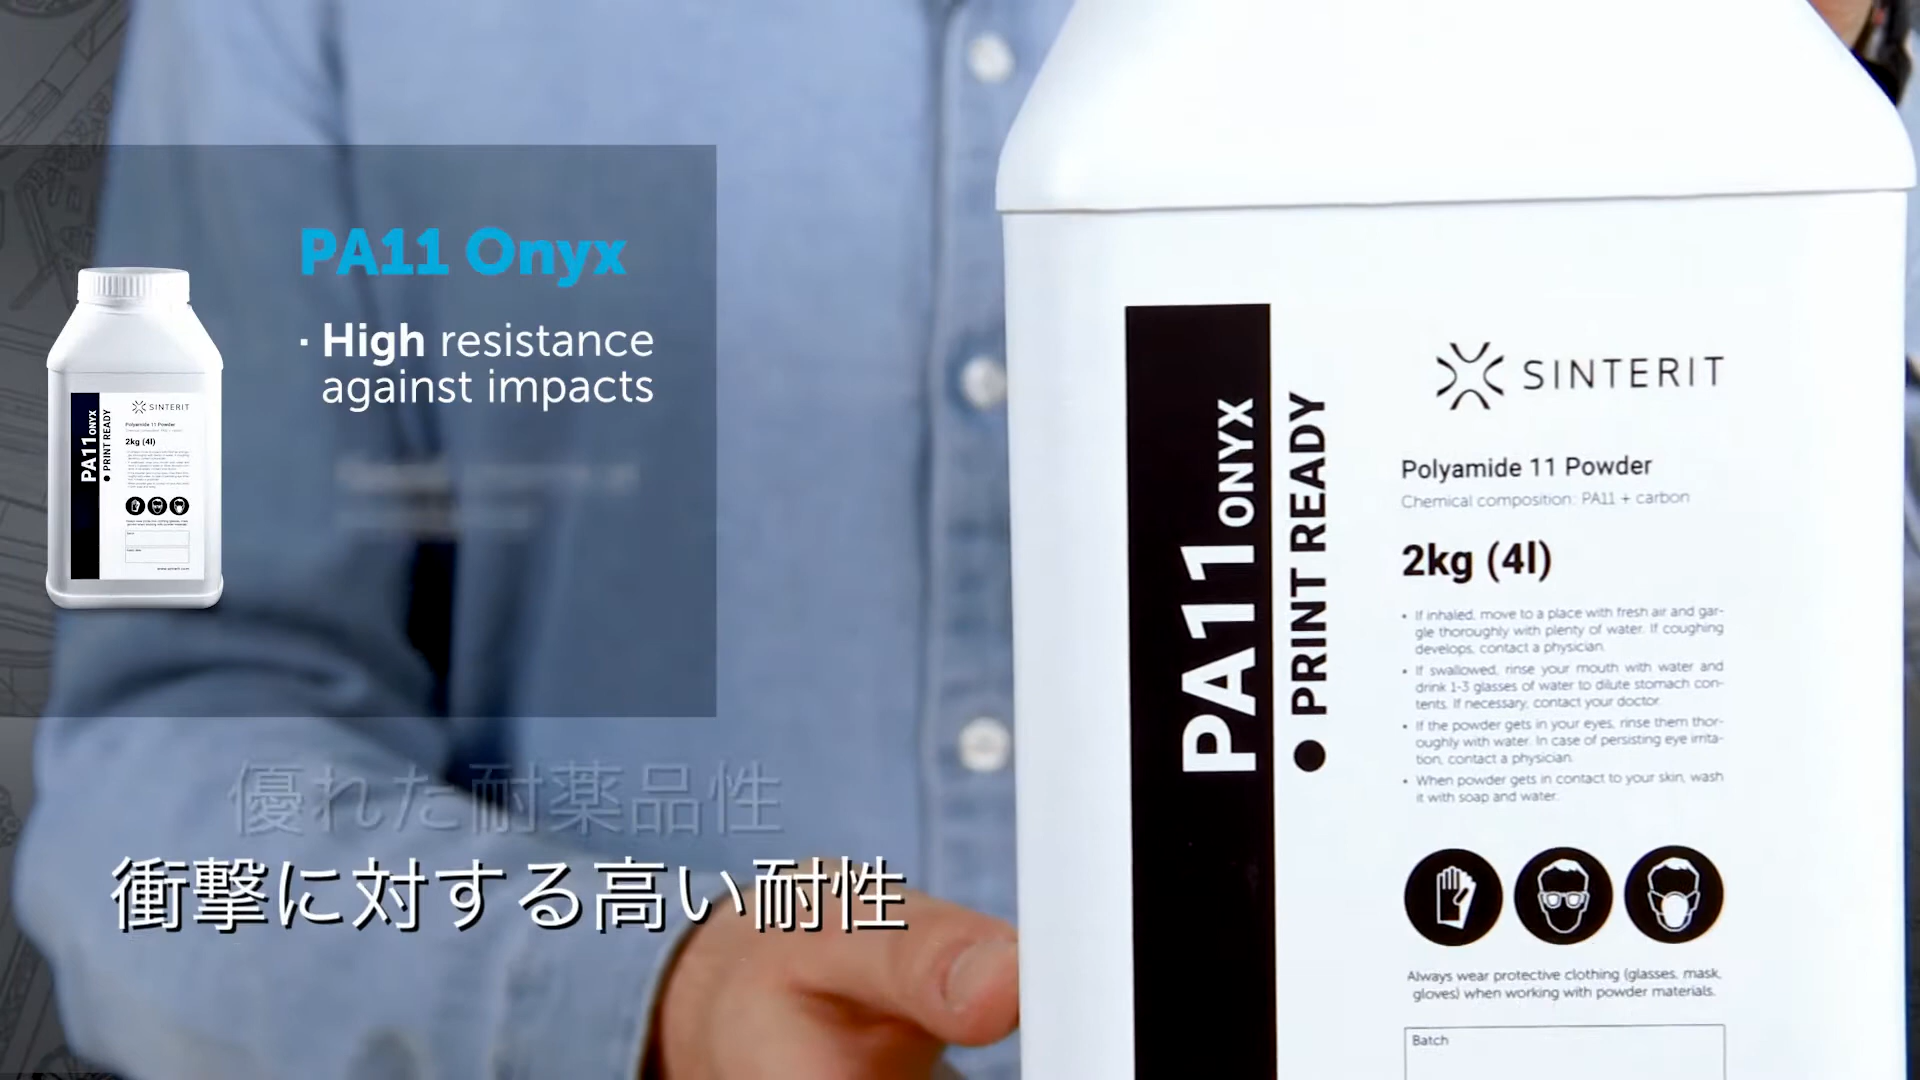 PA11 Onyx
· High resistance
against impacts
SINTERIT
Polyamide 11 Powder
2kg (4l)
PA11 ONYX
● PRINT READY
優れた耐薬品性
衝撃に対する高い耐性
PA11 ONYX
● PRINT READY
SINTERIT
Polyamide 11 Powder
Chemical composition: PA11 + carbon
2kg (4l)
• If inhaled, move to a place with fresh air and gar-
gle thoroughly with plenty of water. If coughing
develops, contact a physician.
• If swallowed, rinse your mouth with water and
drink 1-3 glasses of water to dilute stomach con-
tents. If necessary, contact your doctor.
• If the powder gets in your eyes, rinse them thor-
oughly with water. In case of persisting eye irrita-
tion, contact a physician.
• When powder gets in contact to your skin, wash
it with soap and water.
Always wear protective clothing (glasses, mask,
gloves) when working with powder materials.
Batch